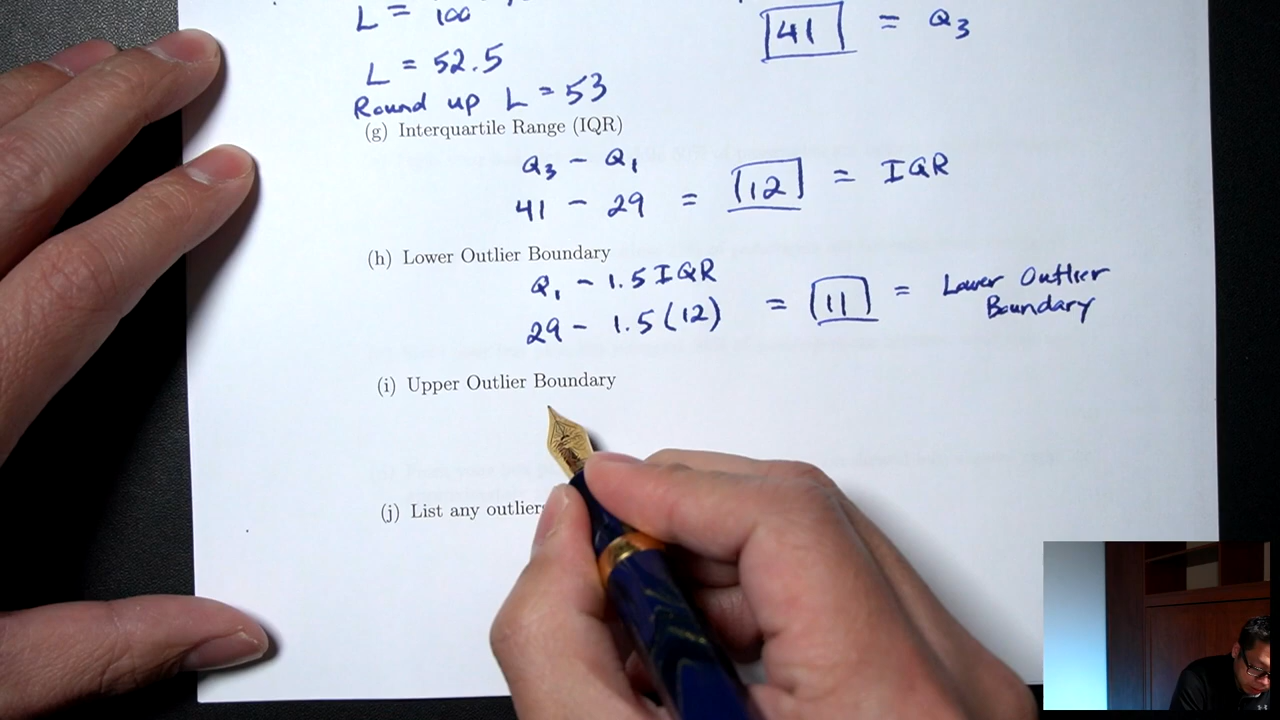 L = 100
41 = Q3
L = 52.5
Round up L = 53
(g) Interquartile Range (IQR)
Q3 - Q1
41 - 29 = 12 = IQR
(h) Lower Outlier Boundary
Q1 - 1.5 IQR
29 - 1.5(12) = 11 = Lower Outlier Boundary
(i) Upper Outlier Boundary
(j) List any outliers